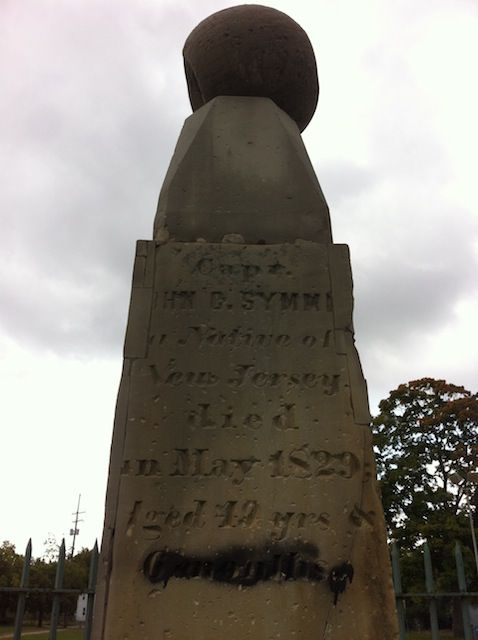 Capt.
HN C. SYMM
a Native of
New Jersey
died
in May 1829
Aged 49 yrs &